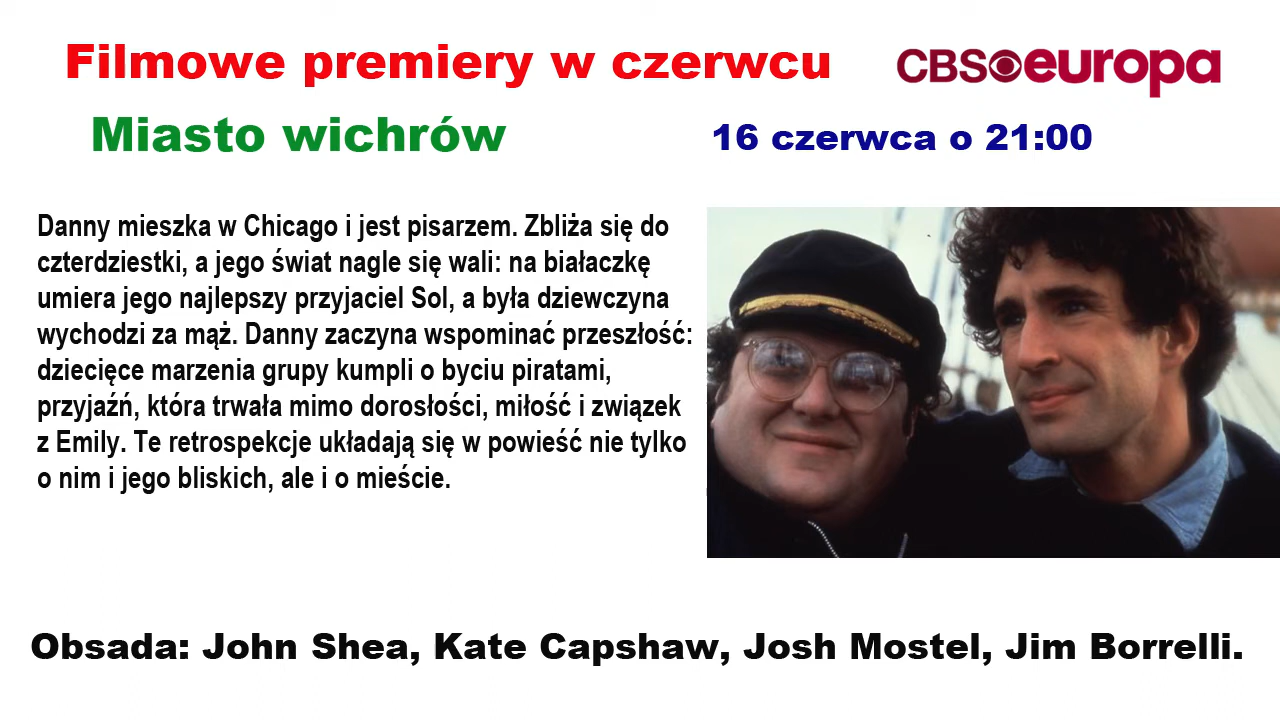 Filmowe premiery w czerwcu
CBS europa
Miasto wichrów
16 czerwca o 21:00
Danny mieszka w Chicago i jest pisarzem. Zbliża się do
czterdziestki, a jego świat nagle się wali: na białaczkę
umiera jego najlepszy przyjaciel Sol, a była dziewczyna
wychodzi za mąż. Danny zaczyna wspominać przeszłość:
dziecięce marzenia grupy kumpli o byciu piratami,
przyjaźń, która trwała mimo dorosłości, miłość i związek
z Emily. Te retrospekcje układają się w powieść nie tylko
o nim i jego bliskich, ale i o mieście.
Obsada: John Shea, Kate Capshaw, Josh Mostel, Jim Borrelli.